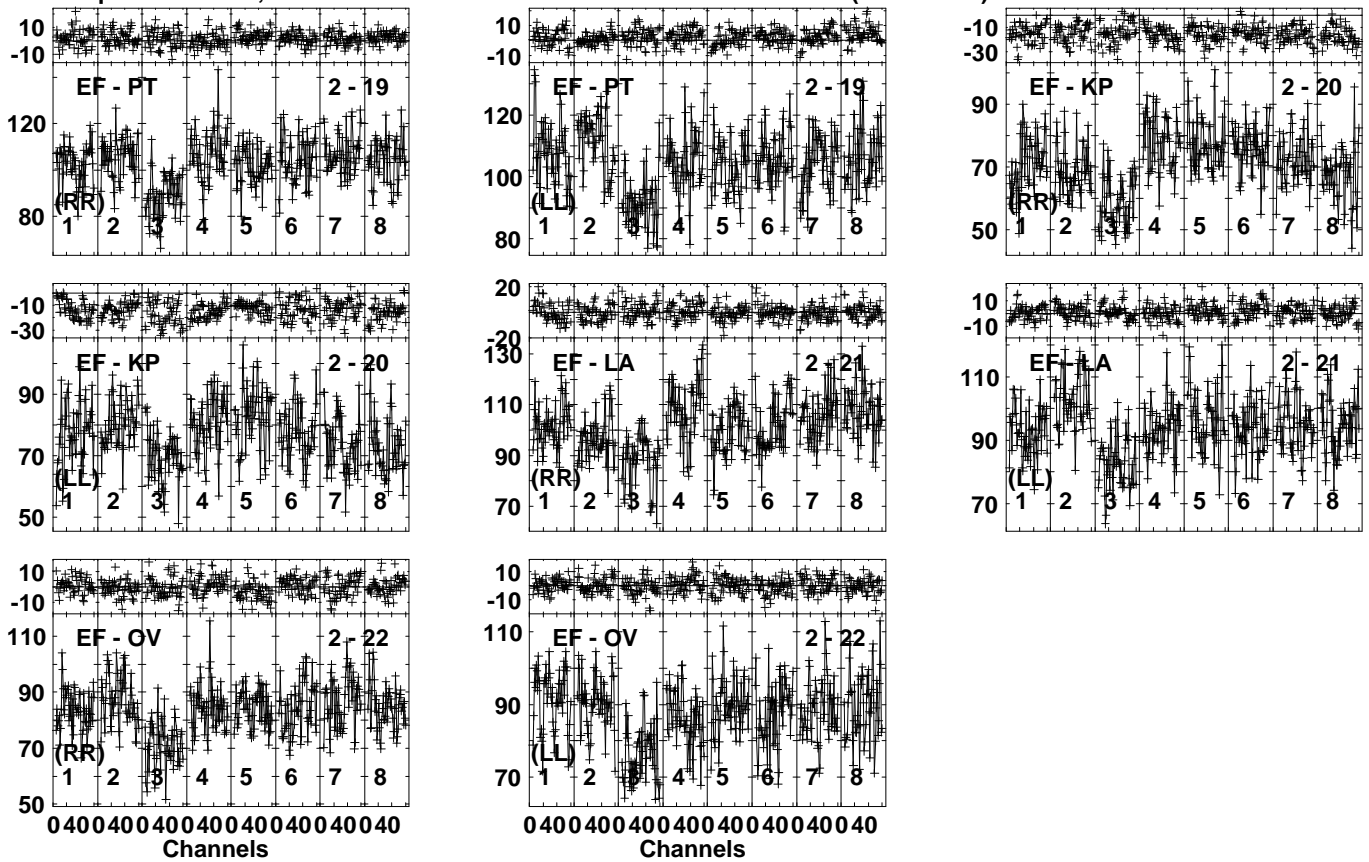 10
-10
EF - PT 2 - 19
120
80
(RR)
1 2 3 4 5 6 7 8
10
-10
EF - PT 2 - 19
120
100
80
(LL)
1 2 3 4 5 6 7 8
-10
-30
EF - KP 2 - 20
90
70
50
(RR)
1 2 3 4 5 6 7 8
-10
-30
EF - KP 2 - 20
90
70
50
(LL)
1 2 3 4 5 6 7 8
20
-20
EF - LA 2 - 21
130
110
90
70
(RR)
1 2 3 4 5 6 7 8
10
-10
EF - LA 2 - 21
110
90
70
(LL)
1 2 3 4 5 6 7 8
10
-10
EF - OV 2 - 22
110
90
70
50
(RR)
1 2 3 4 5 6 7 8
0 40 0 40 0 40 0 40 0 40 0 40 0 40 0 40
Channels
10
-10
EF - OV 2 - 22
110
90
70
(LL)
1 2 3 4 5 6 7 8
0 40 0 40 0 40 0 40 0 40 0 40 0 40 0 40
Channels